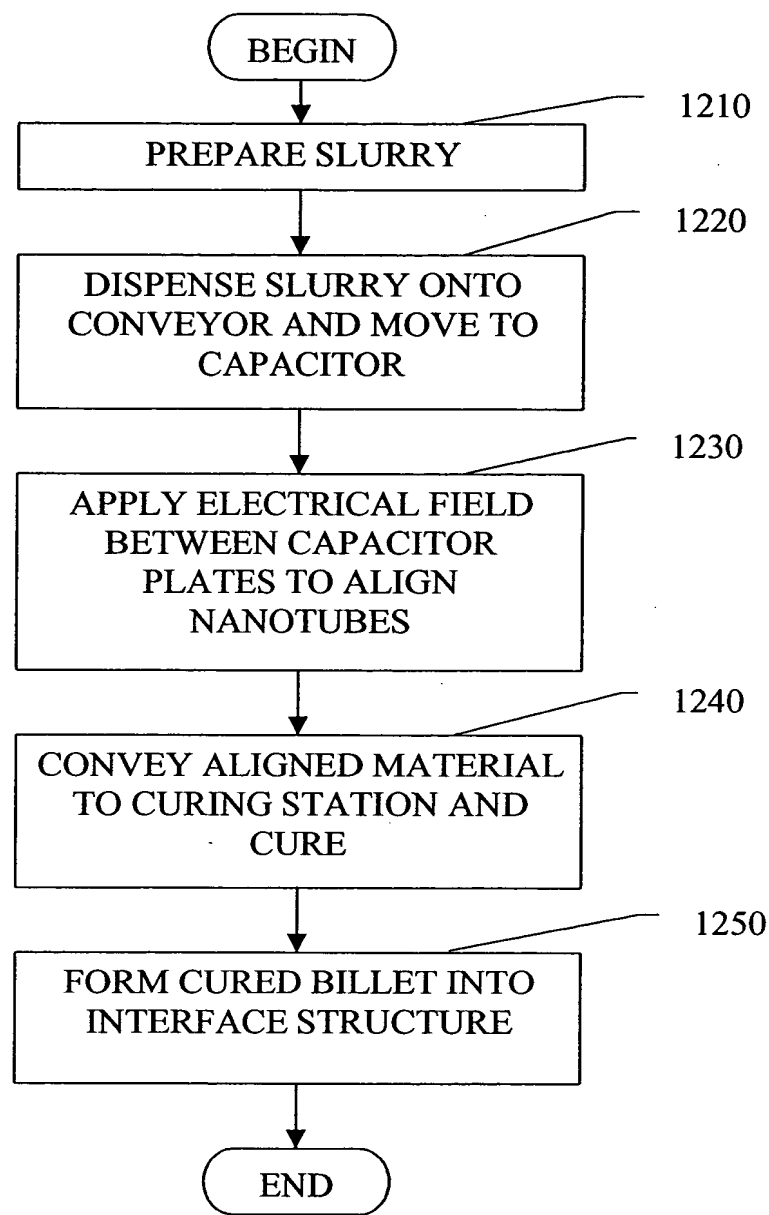 BEGIN
1210
PREPARE SLURRY
1220
DISPENSE SLURRY ONTO
CONVEYOR AND MOVE TO
CAPACITOR
1230
APPLY ELECTRICAL FIELD
BETWEEN CAPACITOR
PLATES TO ALIGN
NANOTUBES
1240
CONVEY ALIGNED MATERIAL
TO CURING STATION AND
CURE
1250
FORM CURED BILLET INTO
INTERFACE STRUCTURE
END